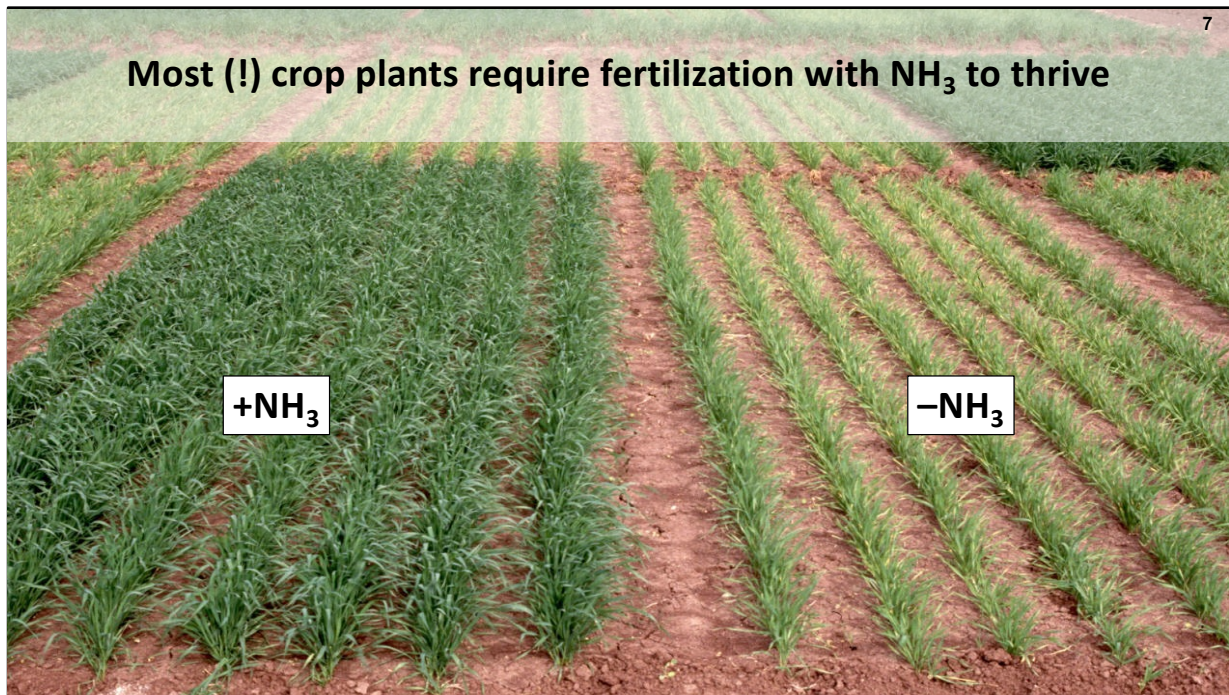 7
Most (!) crop plants require fertilization with NH₃ to thrive
+NH₃
–NH₃